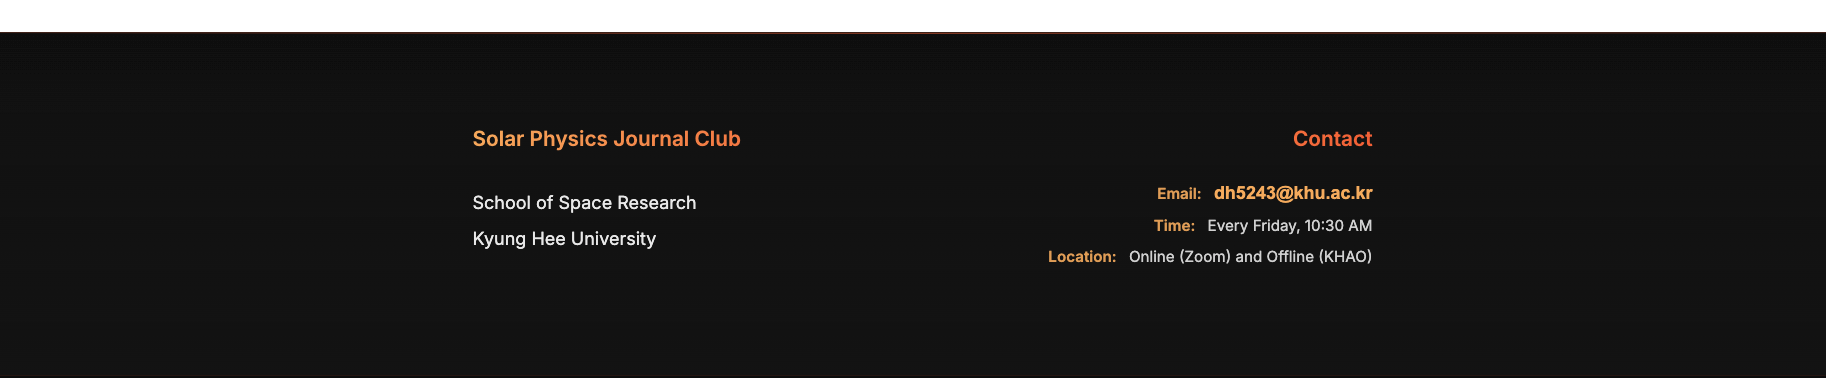 Solar Physics Journal Club
School of Space Research
Kyung Hee University
Contact
Email: dh5243@khu.ac.kr
Time: Every Friday, 10:30 AM
Location: Online (Zoom) and Offline (KHAO)